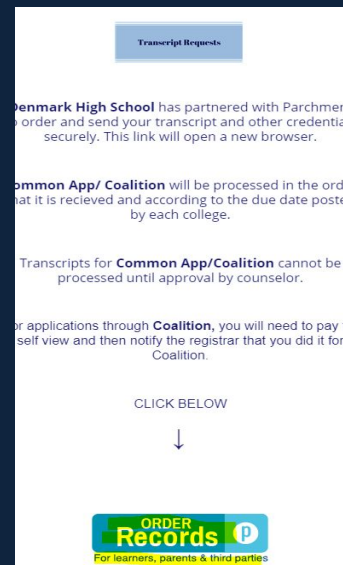 Transcript Requests
Denmark High School has partnered with Parchmen
o order and send your transcript and other credentia
securely. This link will open a new browser.
ommon App/ Coalition will be processed in the ord
hat it is recieved and according to the due date poste
by each college.
Transcripts for Common App/Coalition cannot be
processed until approval by counselor.
or applications through Coalition, you will need to pay
self view and then notify the registrar that you did it for
Coalition.
CLICK BELOW
↓
ORDER
Records p
For learners, parents & third parties